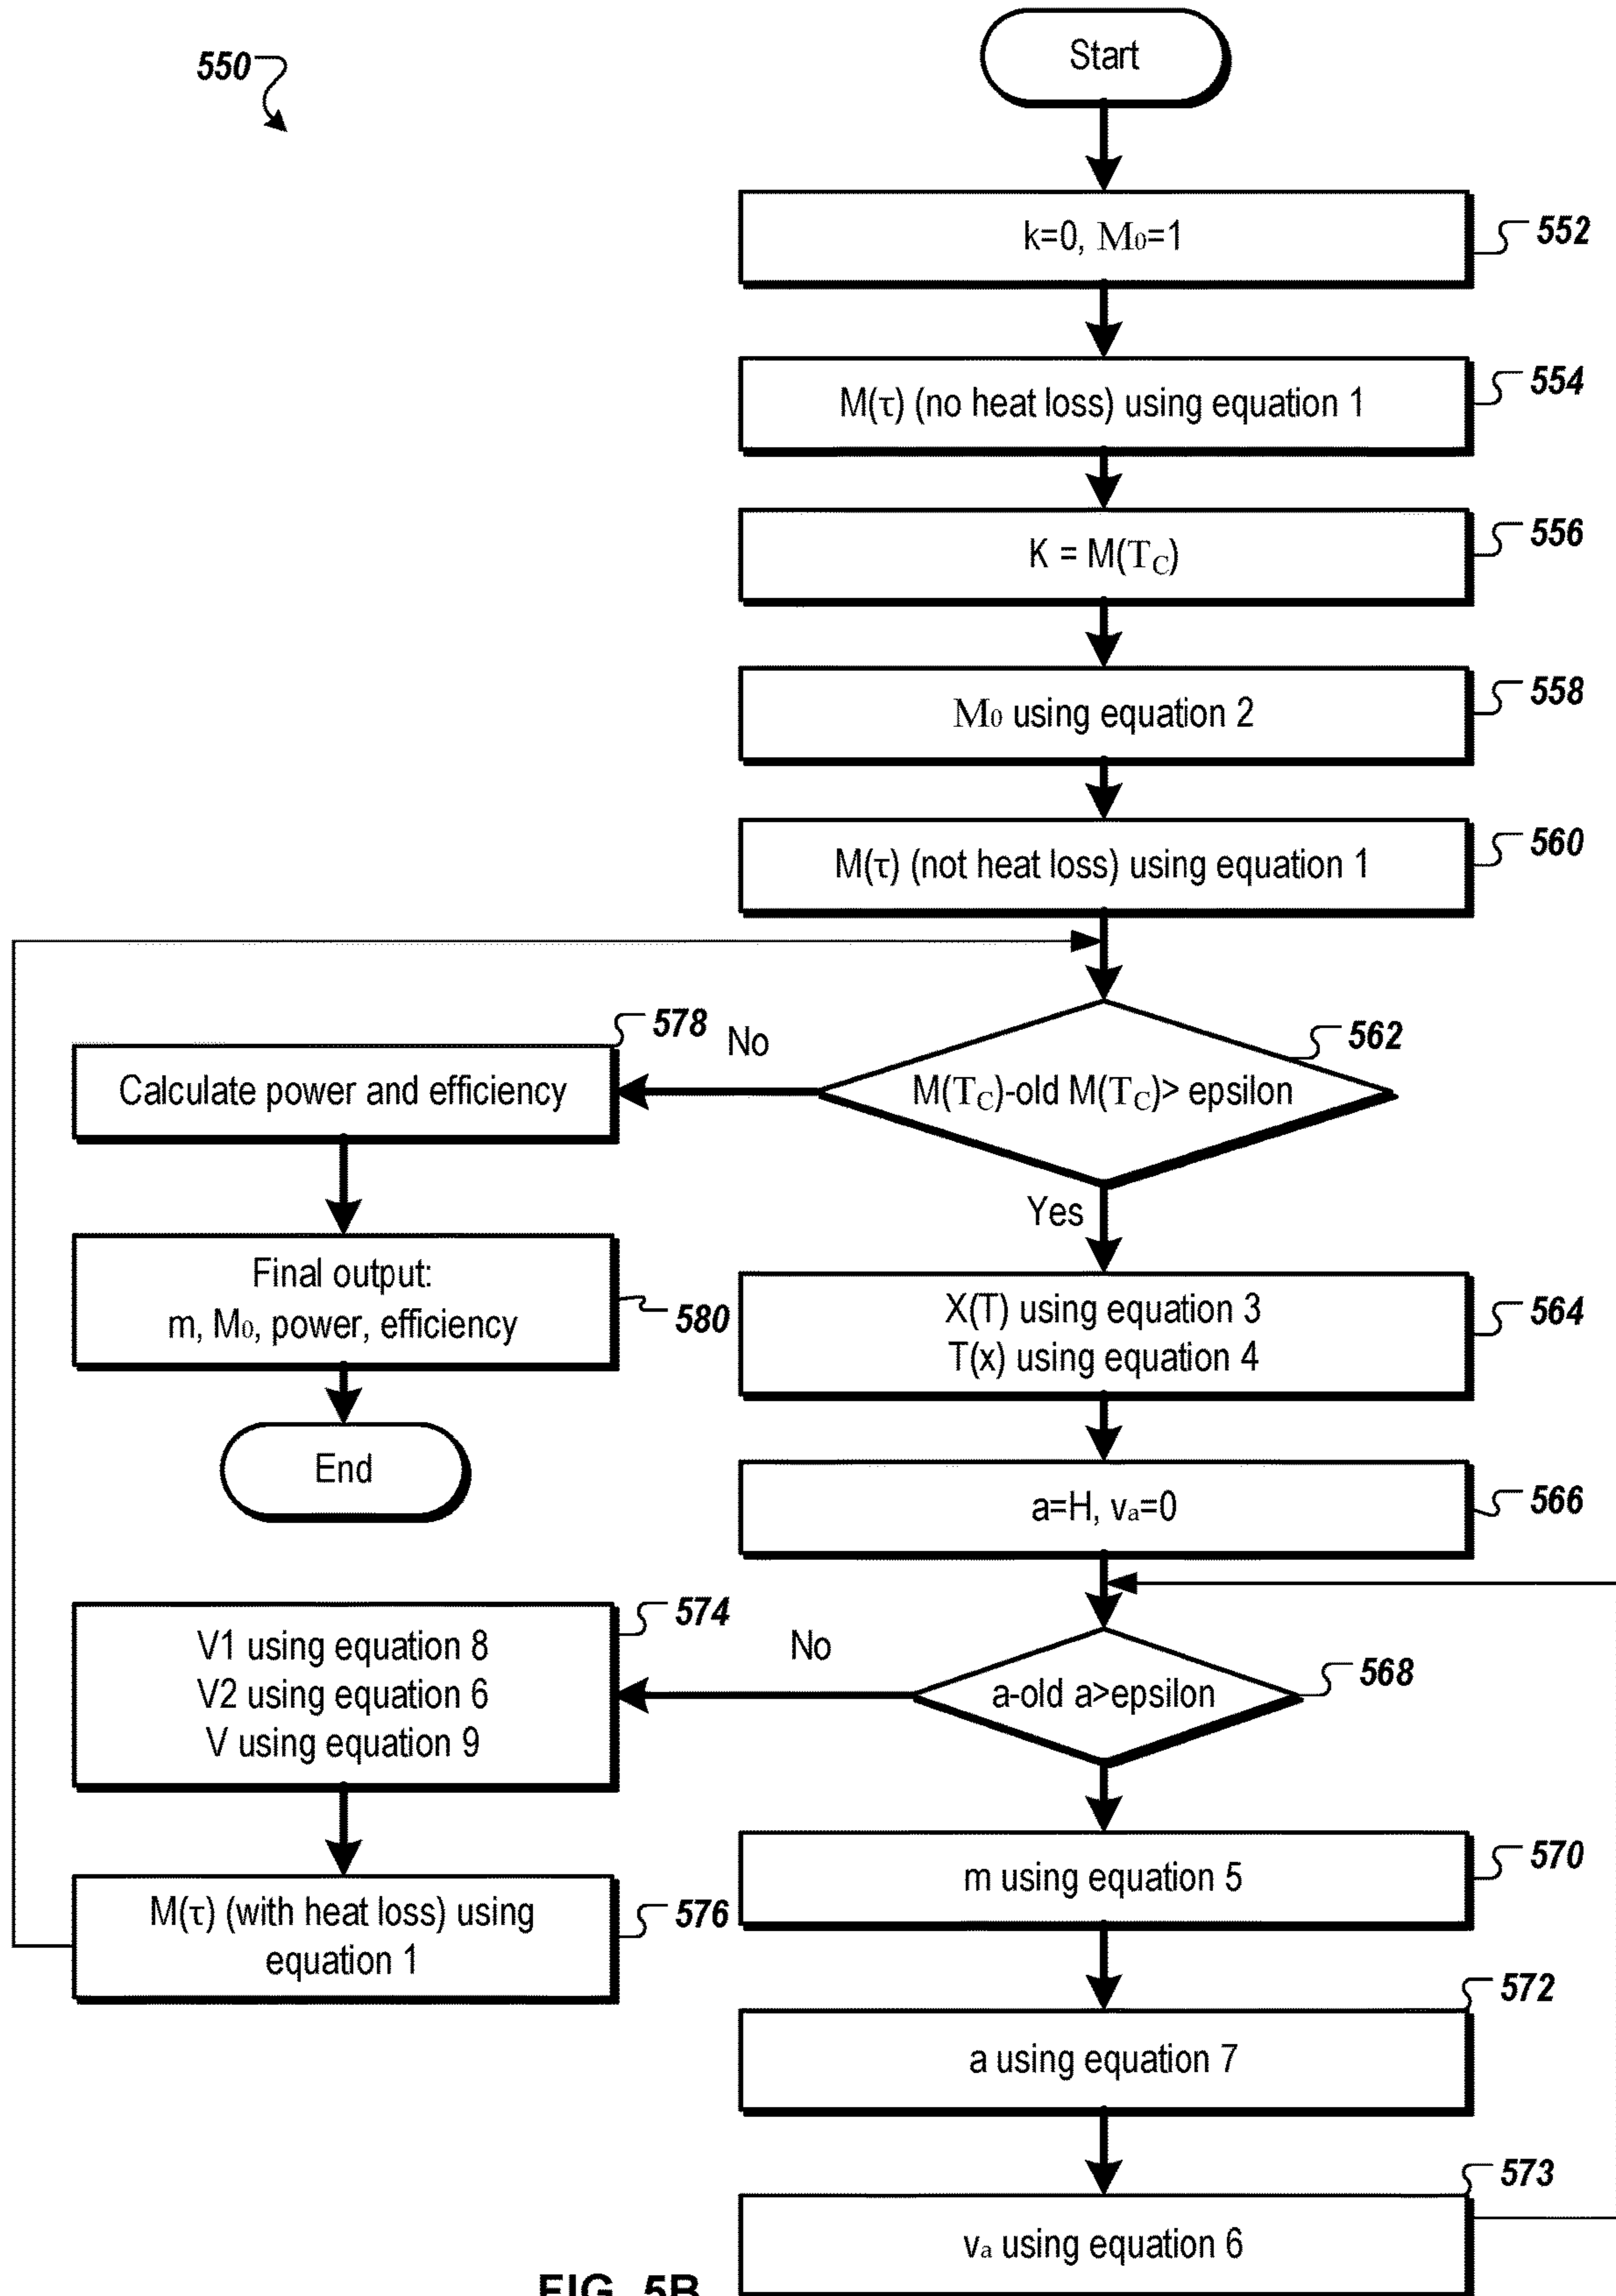 550
Start
k=0, M0=1
552
M(τ) (no heat loss) using equation 1
554
K = M(TC)
556
M0 using equation 2
558
M(τ) (not heat loss) using equation 1
560
M(TC)-old M(TC)> epsilon
562
No
578
Calculate power and efficiency
Final output:
m, M0, power, efficiency
580
End
Yes
X(T) using equation 3
T(x) using equation 4
564
a=H, va=0
566
a-old a>epsilon
568
No
574
V1 using equation 8
V2 using equation 6
V using equation 9
M(τ) (with heat loss) using
equation 1
576
m using equation 5
570
a using equation 7
572
va using equation 6
573
FIG. 5B